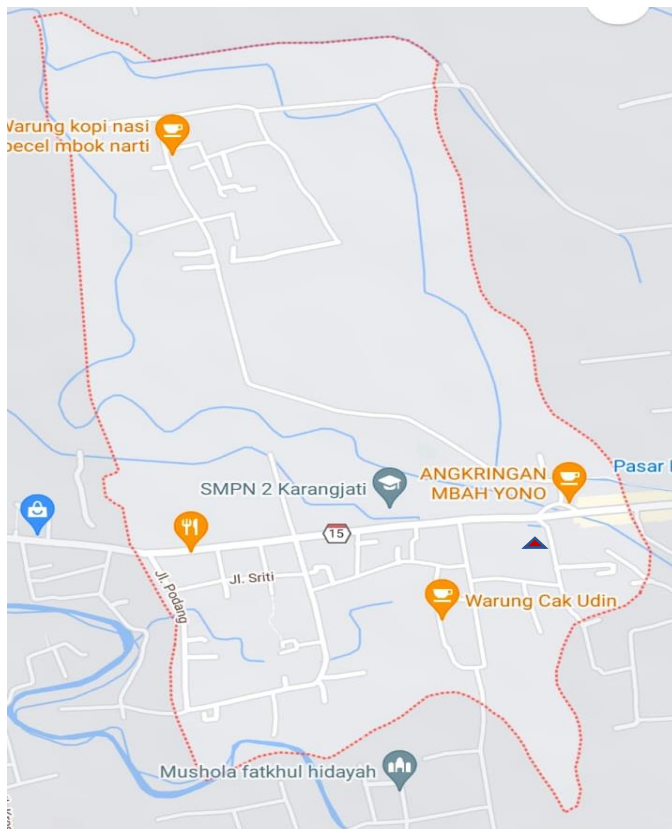 Warung kopi nasi
pecel mbok narti
SMPN 2 Karangjati
ANGKRINGAN
MBAH YONO
Pasar
15
Jl. Podang
Jl. Sriti
Warung Cak Udin
Mushola fatkhul hidayah